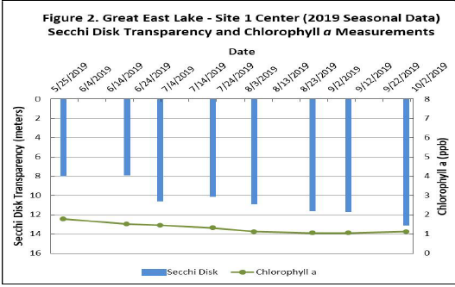 Figure 2. Great East Lake - Site 1 Center (2019 Seasonal Data)
Secchi Disk Transparency and Chlorophyll a Measurements
Date
5/25/2019 6/4/2019 6/14/2019 6/24/2019 7/4/2019 7/14/2019 7/24/2019 8/3/2019 8/13/2019 8/23/2019 9/2/2019 9/12/2019 9/22/2019 10/2/2019
Secchi Disk Transparency (meters)
0
2
4
6
8
10
12
14
16
8
7
6
5
4
3
2
1
0
Chlorophyll a (ppb)
Secchi Disk Chlorophyll a